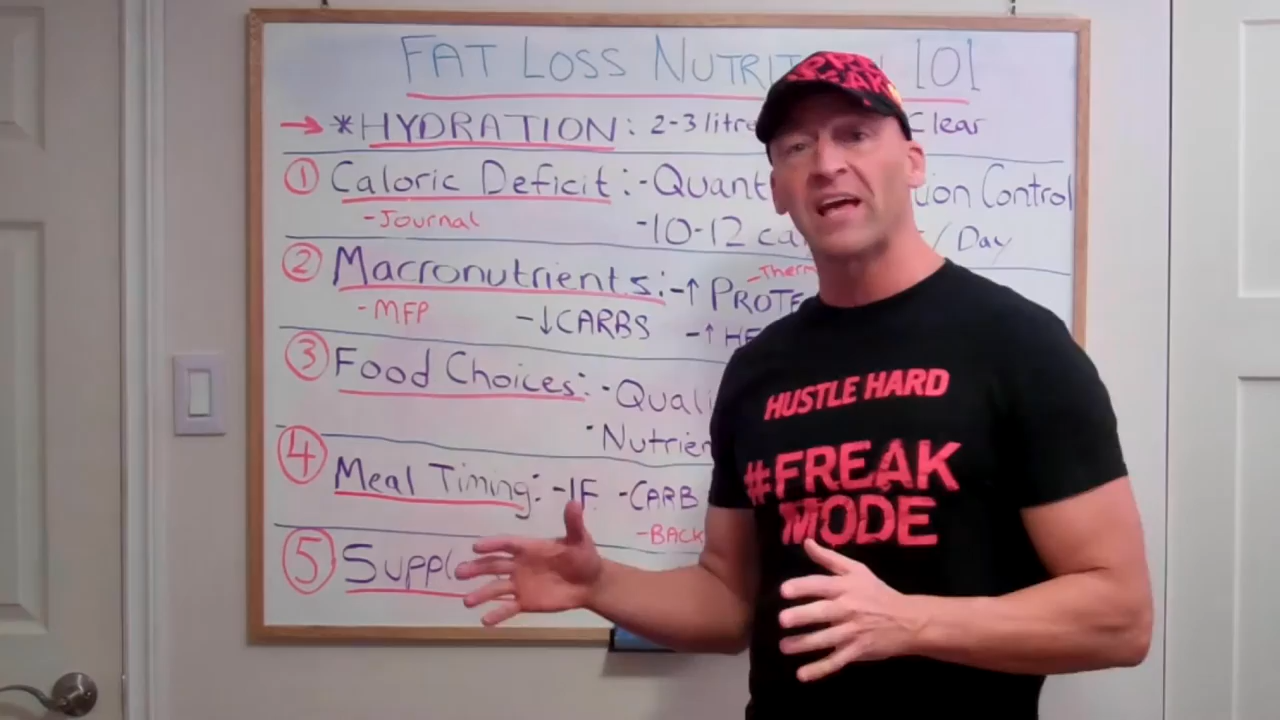 FAT LOSS NUTRIT 101
→ *HYDRATION: 2-3 litre Clear
① Caloric Deficit: -Quant ion Control
-Journal -10-12 ca / Day
② Macronutrients: -↑ PROTE
-Therm
-MFP -↓CARBS -↑ HE
③ Food Choices: ·Quali
·Nutrien
④ Meal Timing: -IF -CARB
-BACK
⑤ Suppl
HUSTLE HARD
#FREAK
MODE